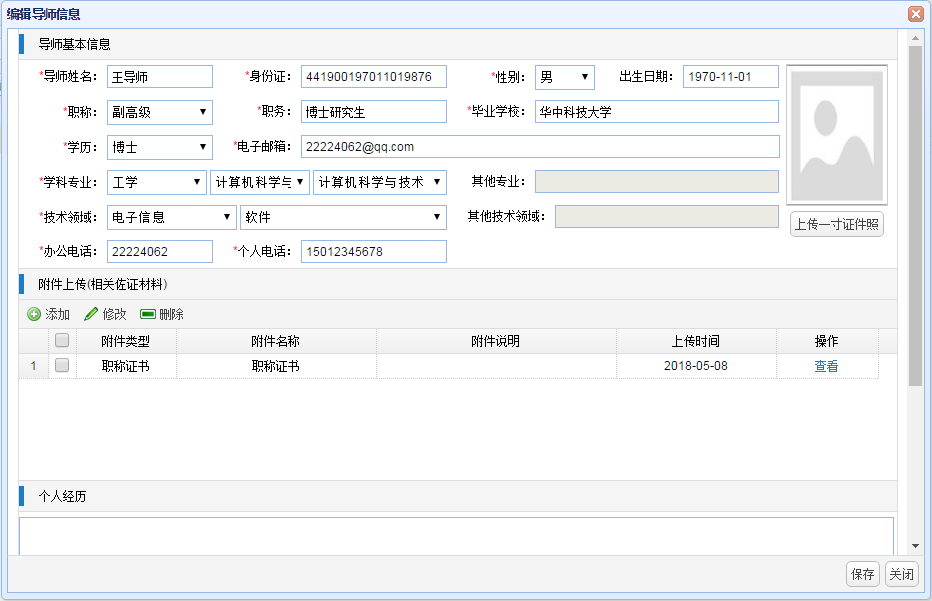 编辑导师信息
导师基本信息
*导师姓名： 王导师 *身份证： 441900197011019876 *性别： 男 出生日期： 1970-11-01
*职称： 副高级 *职务： 博士研究生 *毕业学校： 华中科技大学
*学历： 博士 *电子邮箱： 22224062@qq.com
*学科专业： 工学 计算机科学与 计算机科学与技术 其他专业：
*技术领域： 电子信息 软件 其他技术领域：
上传一寸证件照
*办公电话： 22224062 *个人电话： 15012345678
附件上传(相关佐证材料)
添加 修改 删除
附件类型 附件名称 附件说明 上传时间 操作
1 职称证书 职称证书 2018-05-08 查看
个人经历
保存 关闭